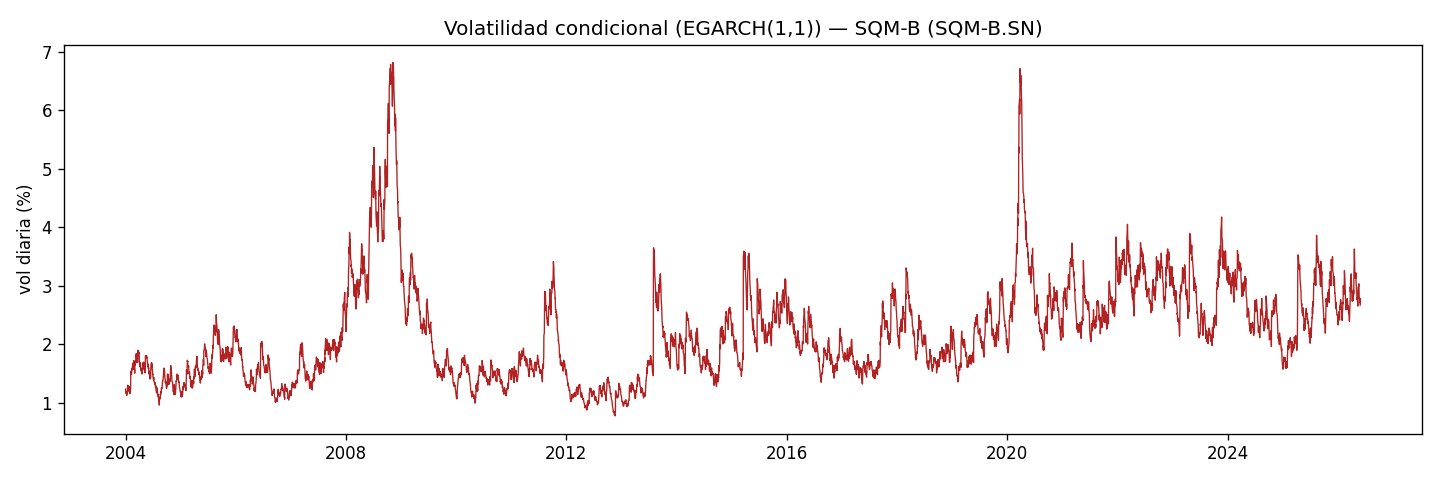 Volatilidad condicional (EGARCH(1,1)) — SQM-B (SQM-B.SN)
vol diaria (%)
7
6
5
4
3
2
1
2004 2008 2012 2016 2020 2024